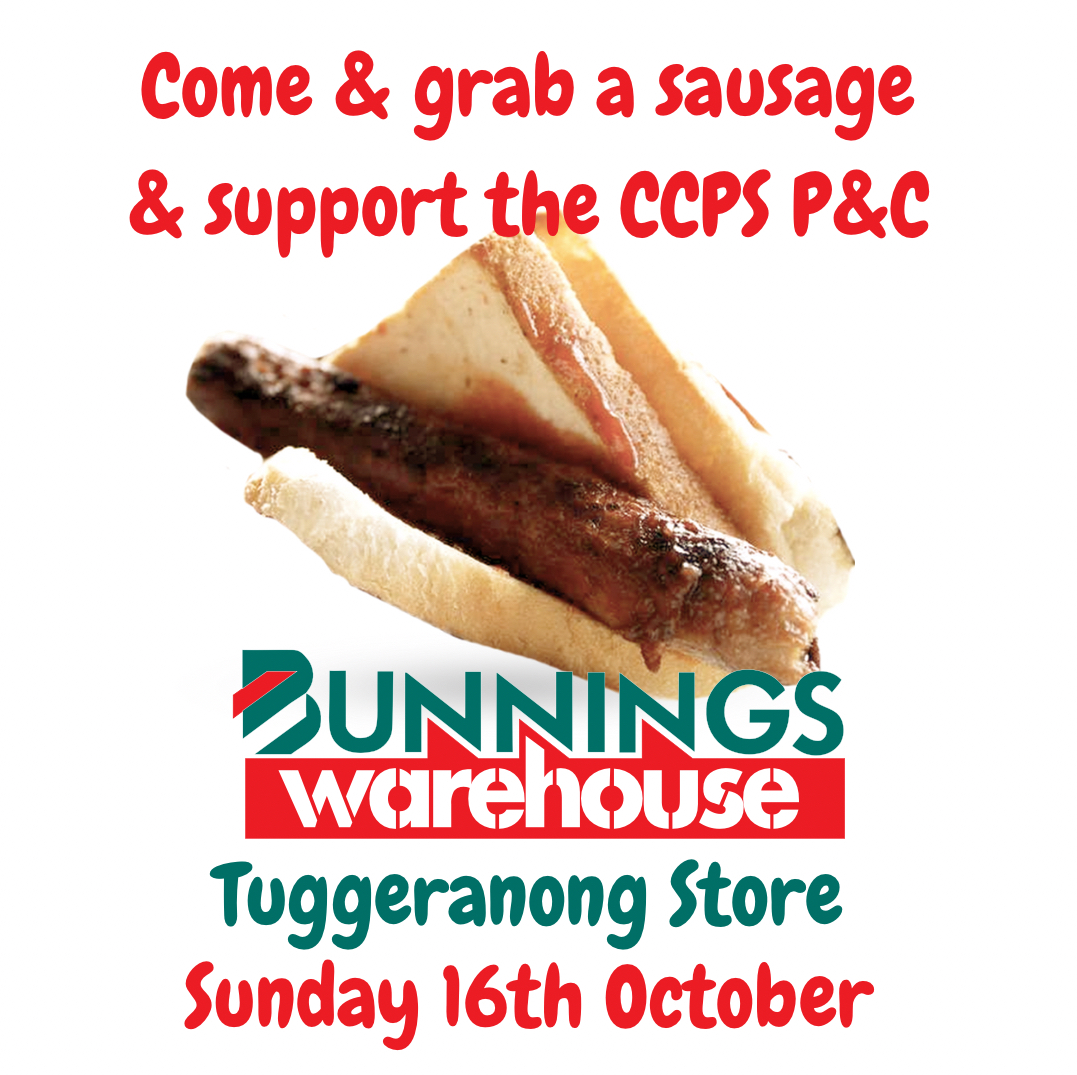 Come & grab a sausage
& support the CCPS P&C
BUNNINGS
warehouse
Tuggeranong Store
Sunday 16th October